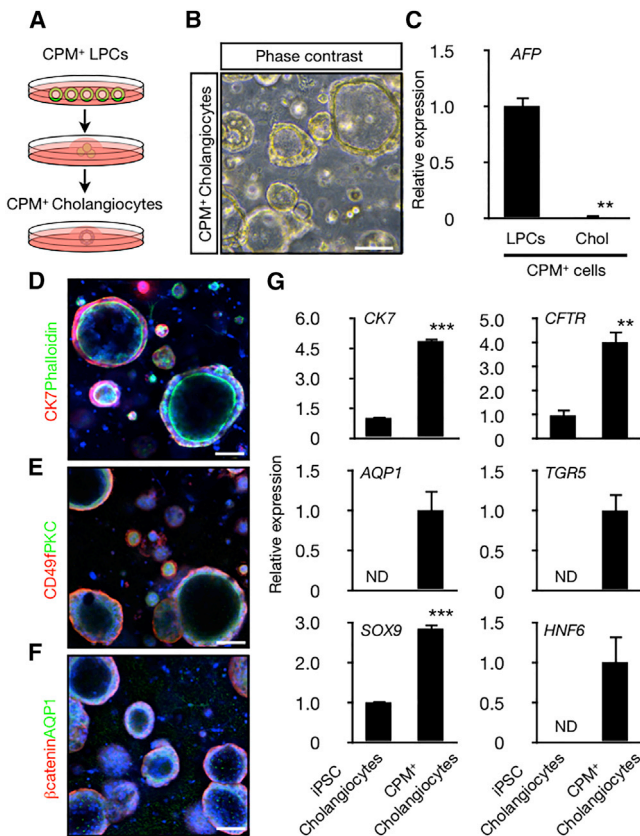 A
CPM⁺ LPCs
CPM⁺ Cholangiocytes
B
Phase contrast
CPM⁺ Cholangiocytes
C
AFP
Relative expression
1.5
1.0
0.5
0
**
LPCs Chol
CPM⁺ cells
D
CK7Phalloidin
E
CD49fPKC
F
βcateninAQP1
G
Relative expression
CK7
***
6.0
4.5
3.0
1.5
0
CFTR
**
5.0
4.0
3.0
2.0
1.0
0
AQP1
1.5
1.0
0.5
0
ND
TGR5
1.5
1.0
0.5
0
ND
SOX9
***
3.0
2.0
1.0
0
HNF6
1.5
1.0
0.5
0
ND
iPSC
Cholangiocytes
CPM⁺
Cholangiocytes
iPSC
Cholangiocytes
CPM⁺
Cholangiocytes